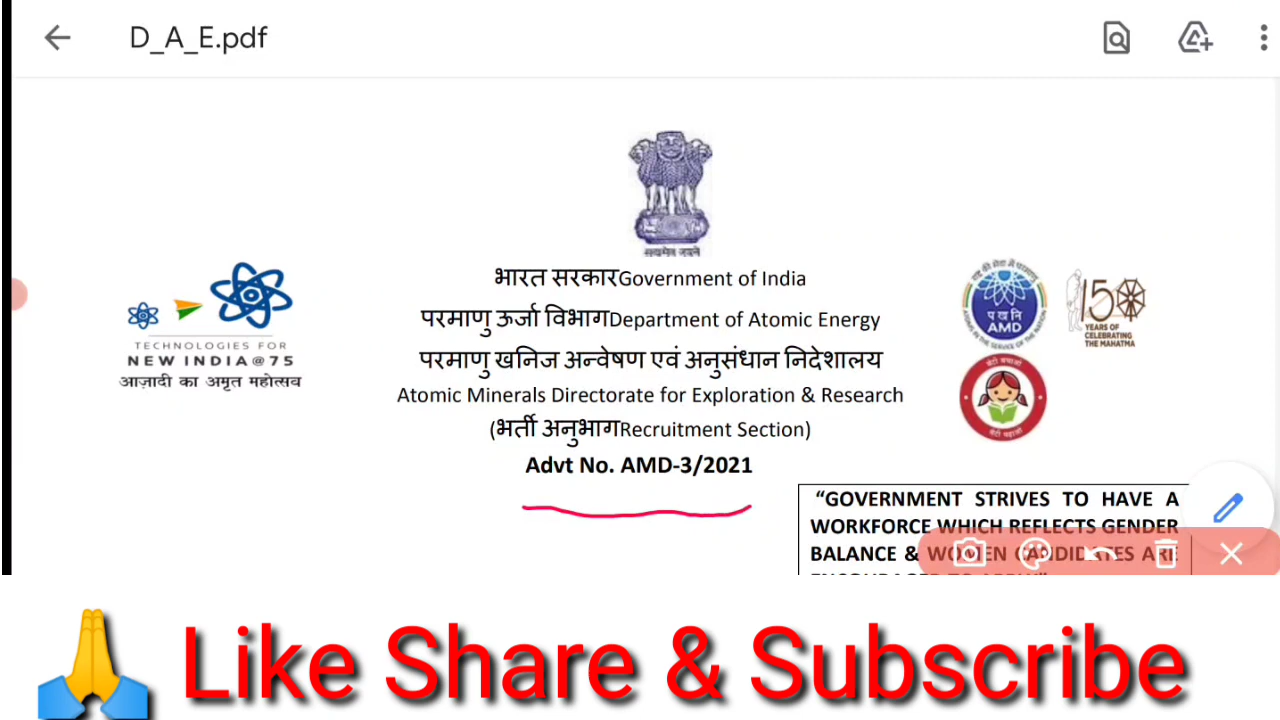 D_A_E.pdf
सत्यमेव जयते
भारत सरकारGovernment of India
परमाणु ऊर्जा विभागDepartment of Atomic Energy
परमाणु खनिज अन्वेषण एवं अनुसंधान निदेशालय
Atomic Minerals Directorate for Exploration & Research
(भर्ती अनुभागRecruitment Section)
Advt No. AMD-3/2021
TECHNOLOGIES FOR
NEW INDIA@75
आज़ादी का अमृत महोत्सव
प ख नि
AMD
150
YEARS OF
CELEBRATING
THE MAHATMA
“GOVERNMENT STRIVES TO HAVE A
WORKFORCE WHICH REFLECTS GENDER
BALANCE & WOMEN CANDIDATES ARE
Like Share & Subscribe